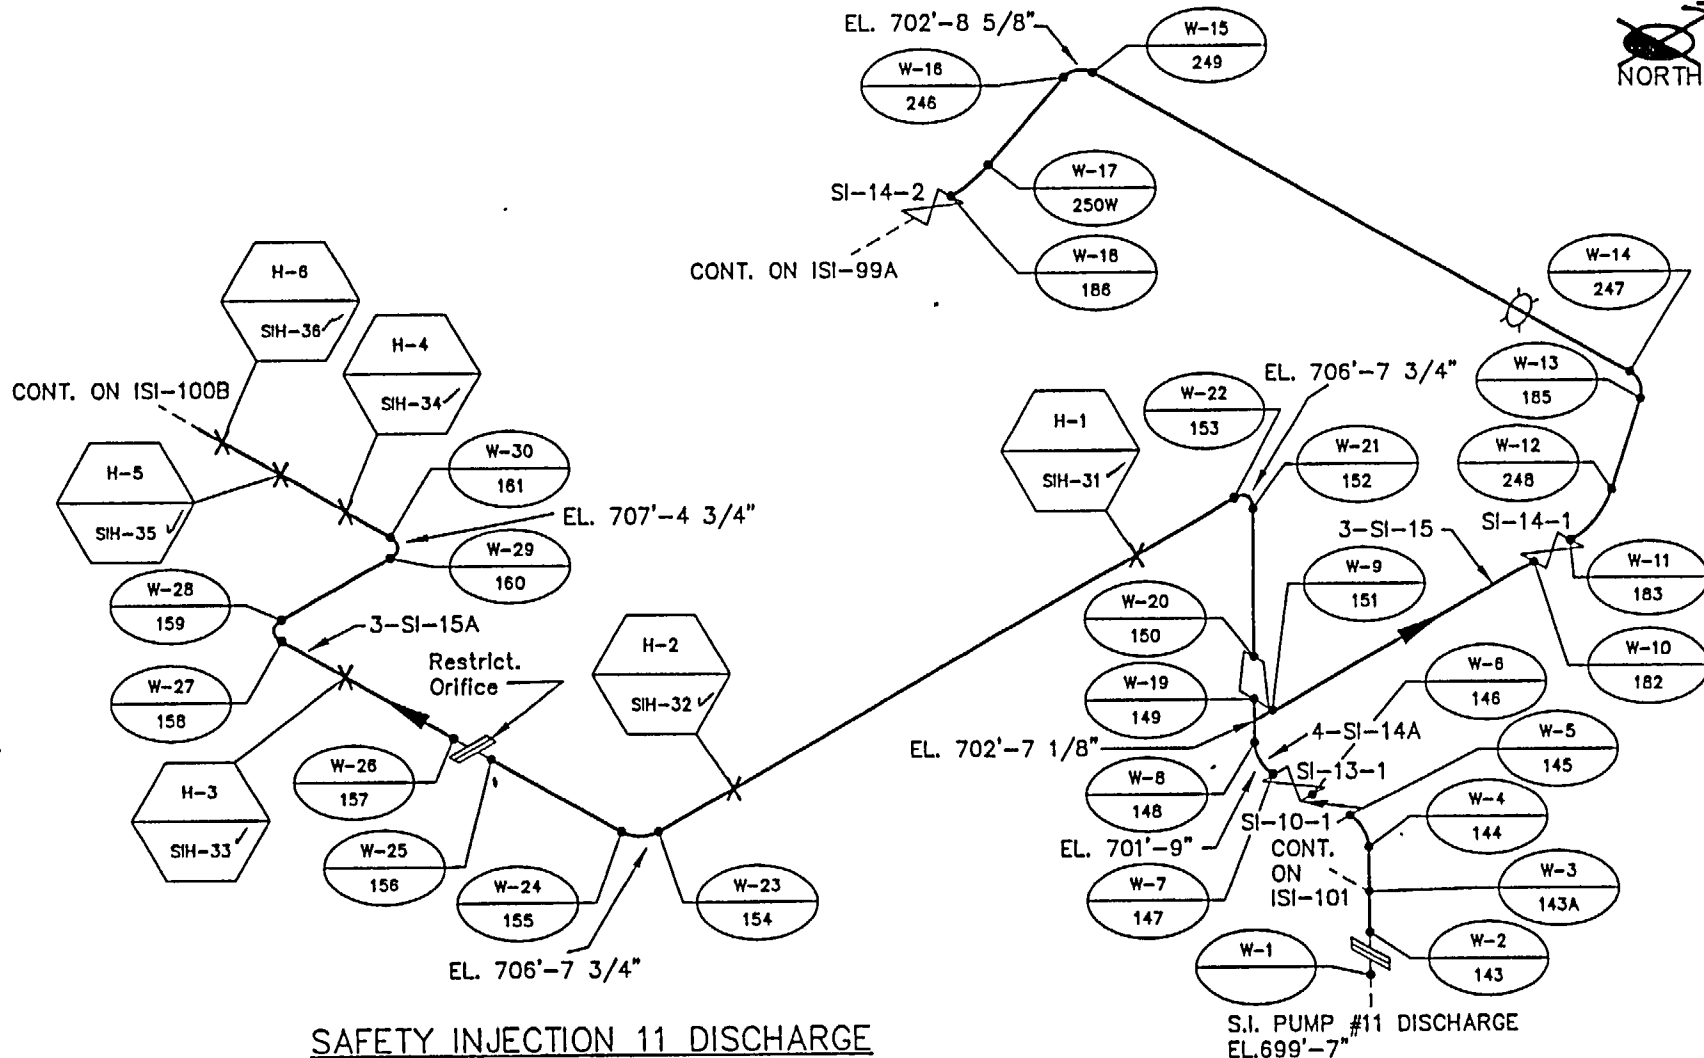 EL. 702'-8 5/8"
W-15
249
W-16
246
NORTH
W-17
250W
SI-14-2
W-18
186
CONT. ON ISI-99A
W-14
247
H-6
SIH-36
H-4
SIH-34
CONT. ON ISI-100B
EL. 706'-7 3/4"
W-13
185
W-22
153
H-1
SIH-31
W-21
152
W-12
248
W-30
161
H-5
SIH-35
EL. 707'-4 3/4"
SI-14-1
3-SI-15
W-29
160
W-9
151
W-11
183
W-28
159
W-20
150
3-SI-15A
Restrict.
Orifice
H-2
SIH-32
W-10
182
W-6
146
W-27
158
W-19
149
EL. 702'-7 1/8"
4-SI-14A
W-5
145
W-26
157
H-3
SIH-33
W-8
148
SI-13-1
W-4
144
SI-10-1
EL. 701'-9"
CONT.
ON
ISI-101
W-25
156
W-24
155
W-23
154
W-7
147
W-3
143A
EL. 706'-7 3/4"
W-1
W-2
143
S.I. PUMP #11 DISCHARGE
EL.699'-7"
SAFETY INJECTION 11 DISCHARGE